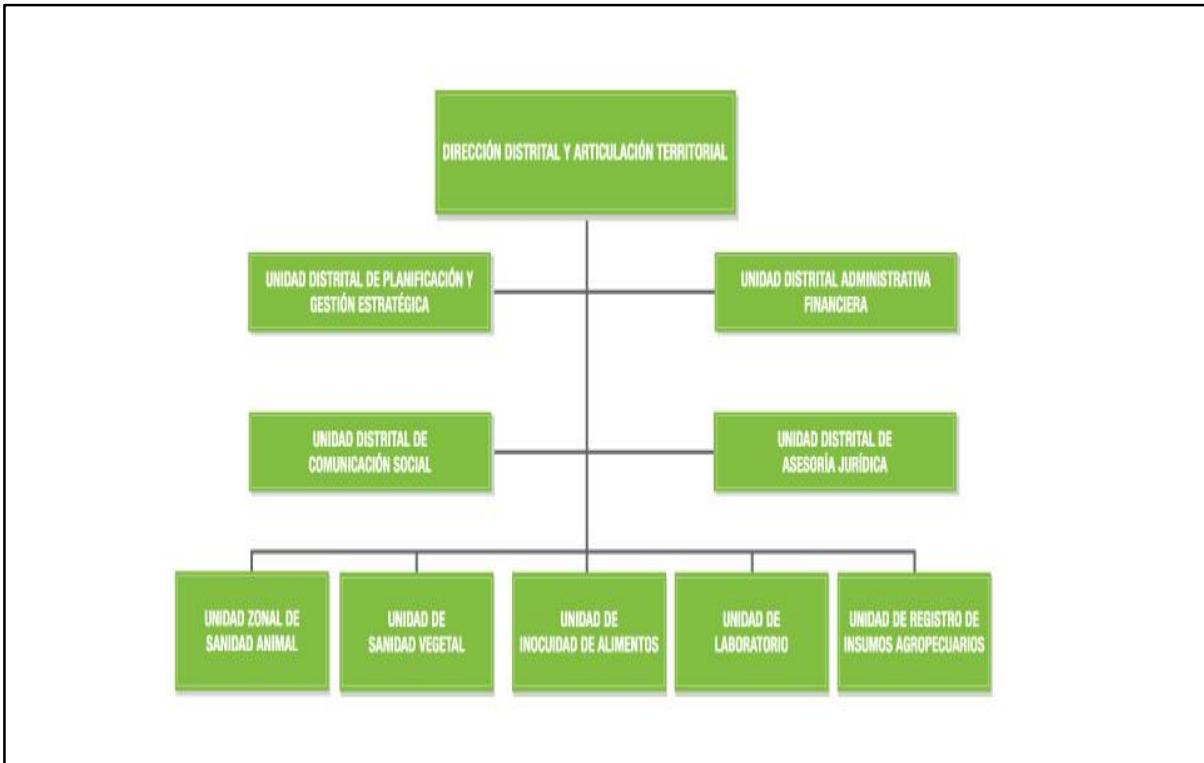 DIRECCIÓN DISTRITAL Y ARTICULACIÓN TERRITORIAL
UNIDAD DISTRITAL DE PLANIFICACIÓN Y
GESTIÓN ESTRATÉGICA
UNIDAD DISTRITAL ADMINISTRATIVA
FINANCIERA
UNIDAD DISTRITAL DE
COMUNICACIÓN SOCIAL
UNIDAD DISTRITAL DE
ASESORÍA JURÍDICA
UNIDAD ZONAL DE
SANIDAD ANIMAL
UNIDAD DE
SANIDAD VEGETAL
UNIDAD DE
INOCUIDAD DE ALIMENTOS
UNIDAD DE
LABORATORIO
UNIDAD DE REGISTRO DE
INSUMOS AGROPECUARIOS